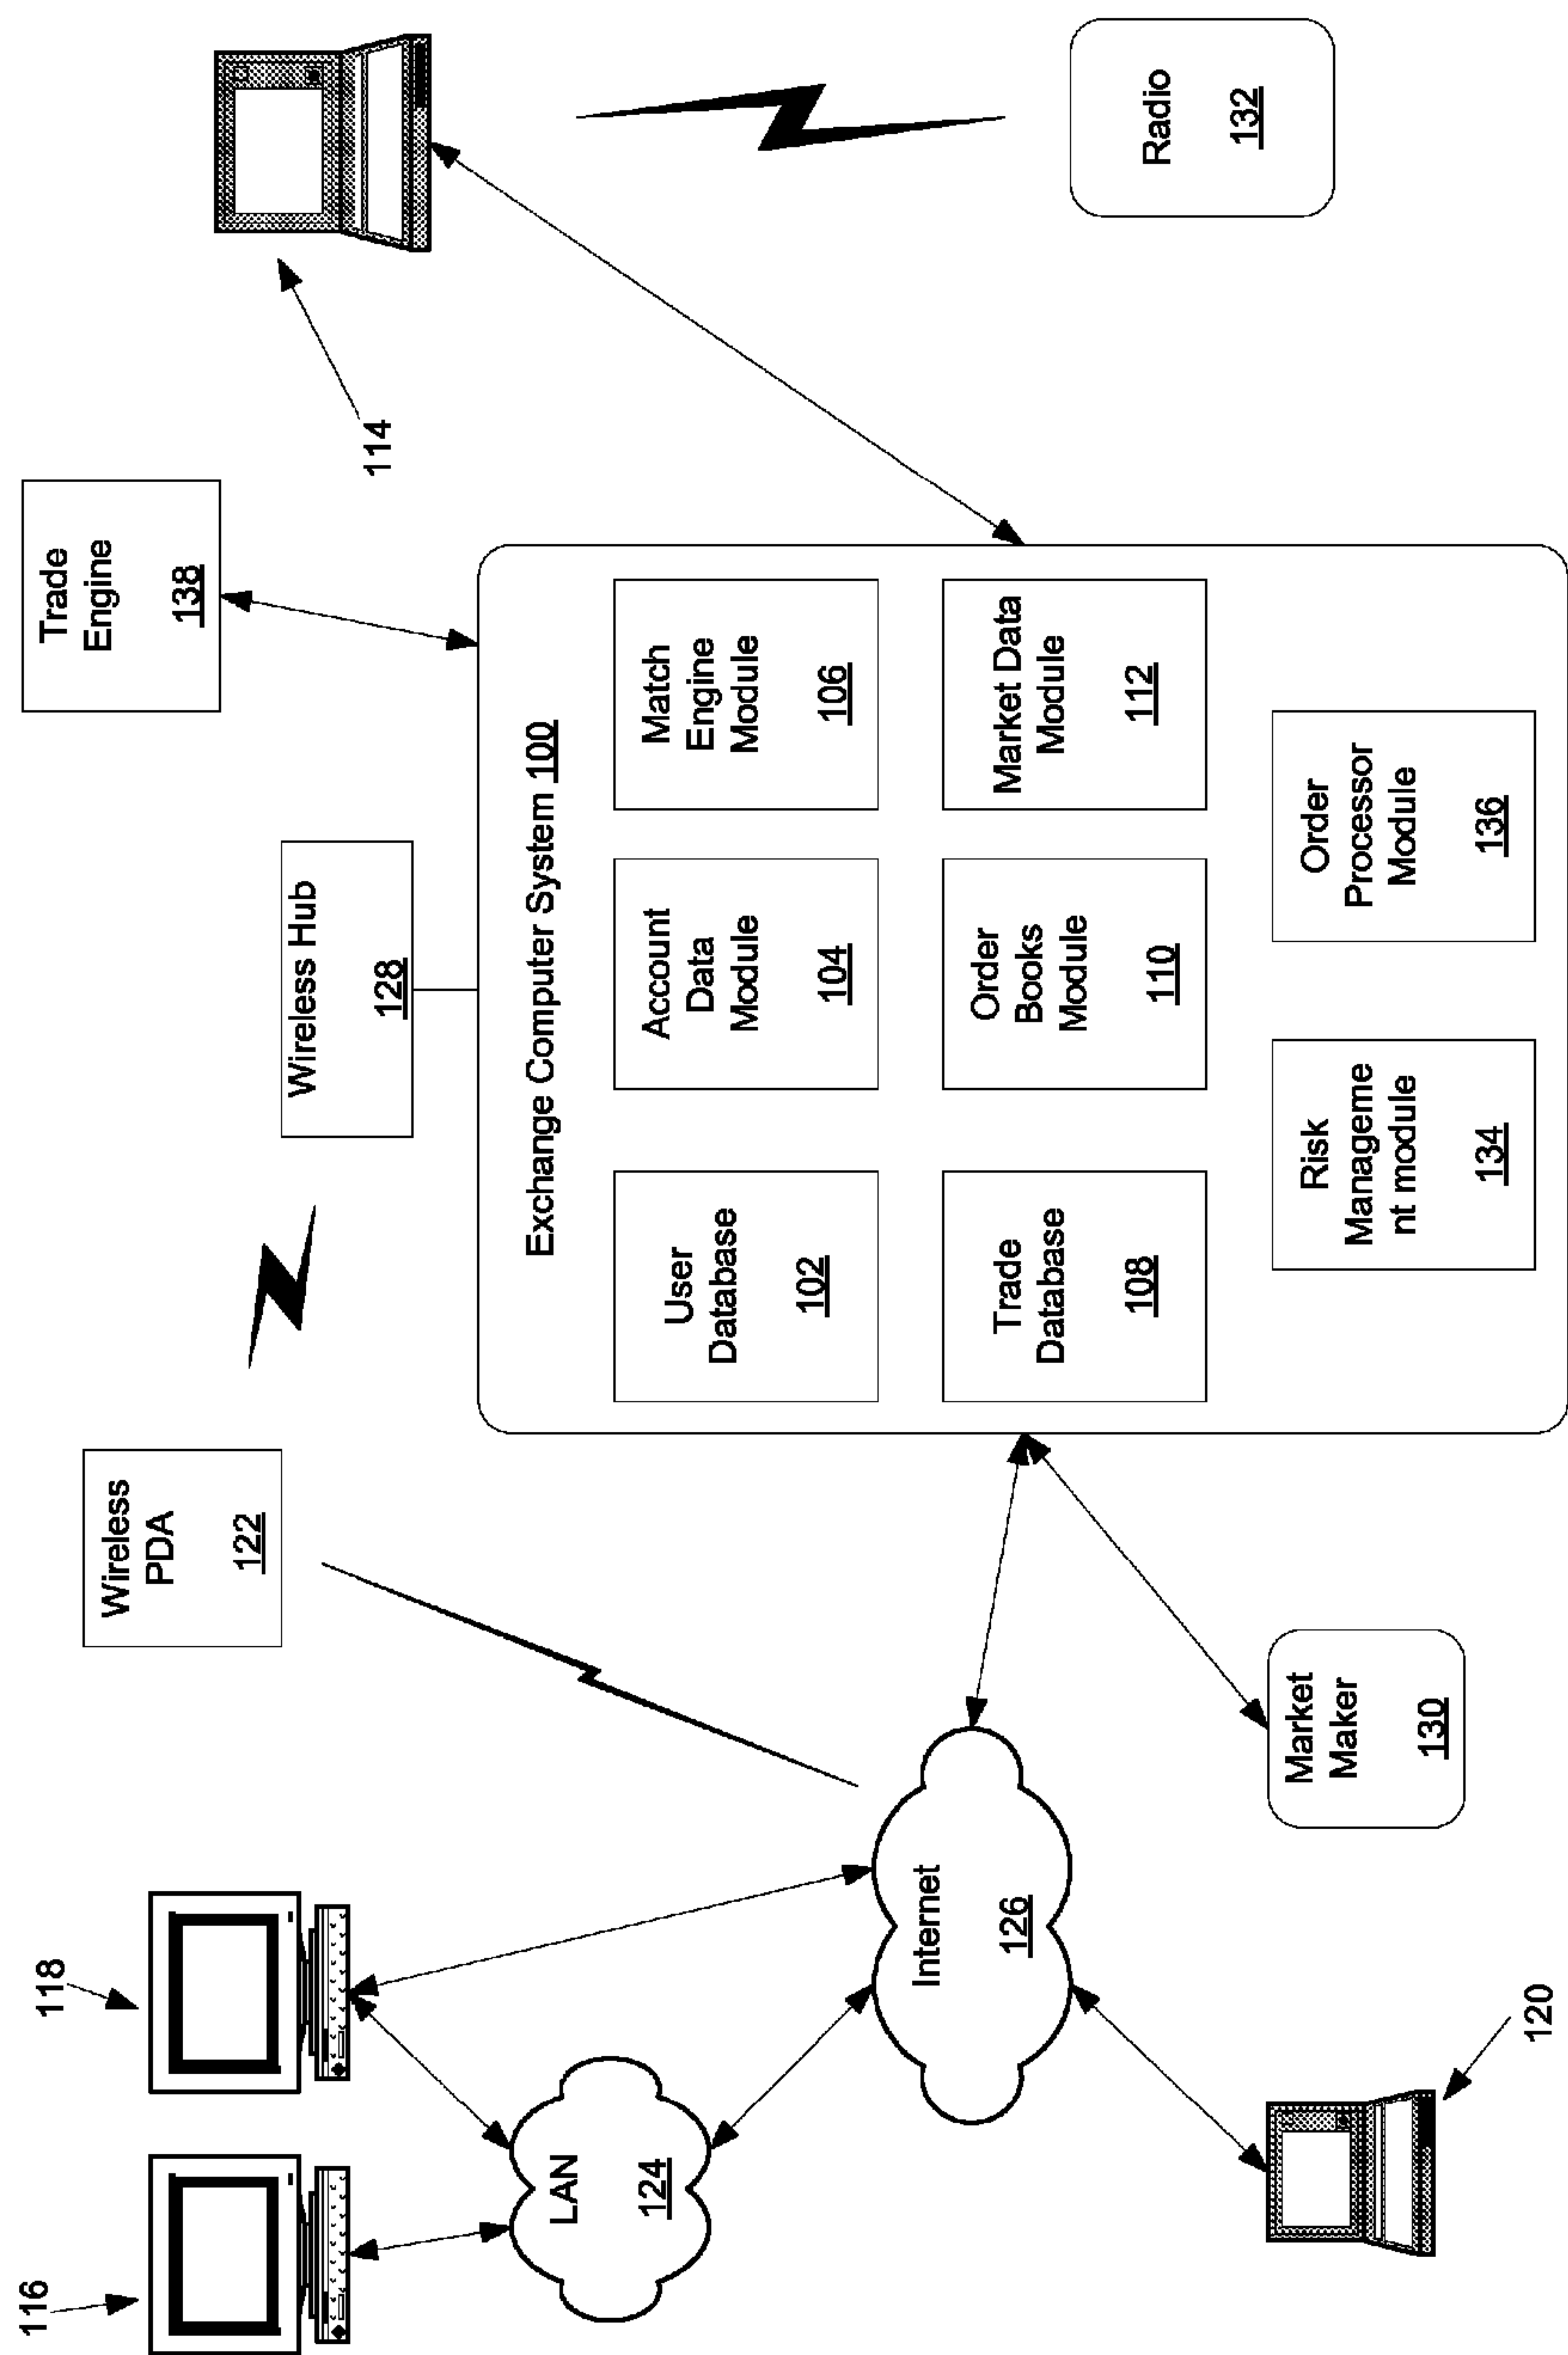 116
118
Wireless
PDA
122
Wireless Hub
128
Trade
Engine
138
114
LAN
124
Internet
126
120
Market
Maker
130
Exchange Computer System 100
User
Database
102
Account
Data
Module
104
Match
Engine
Module
106
Trade
Database
108
Order
Books
Module
110
Market Data
Module
112
Risk
Manageme
nt module
134
Order
Processor
Module
136
Radio
132